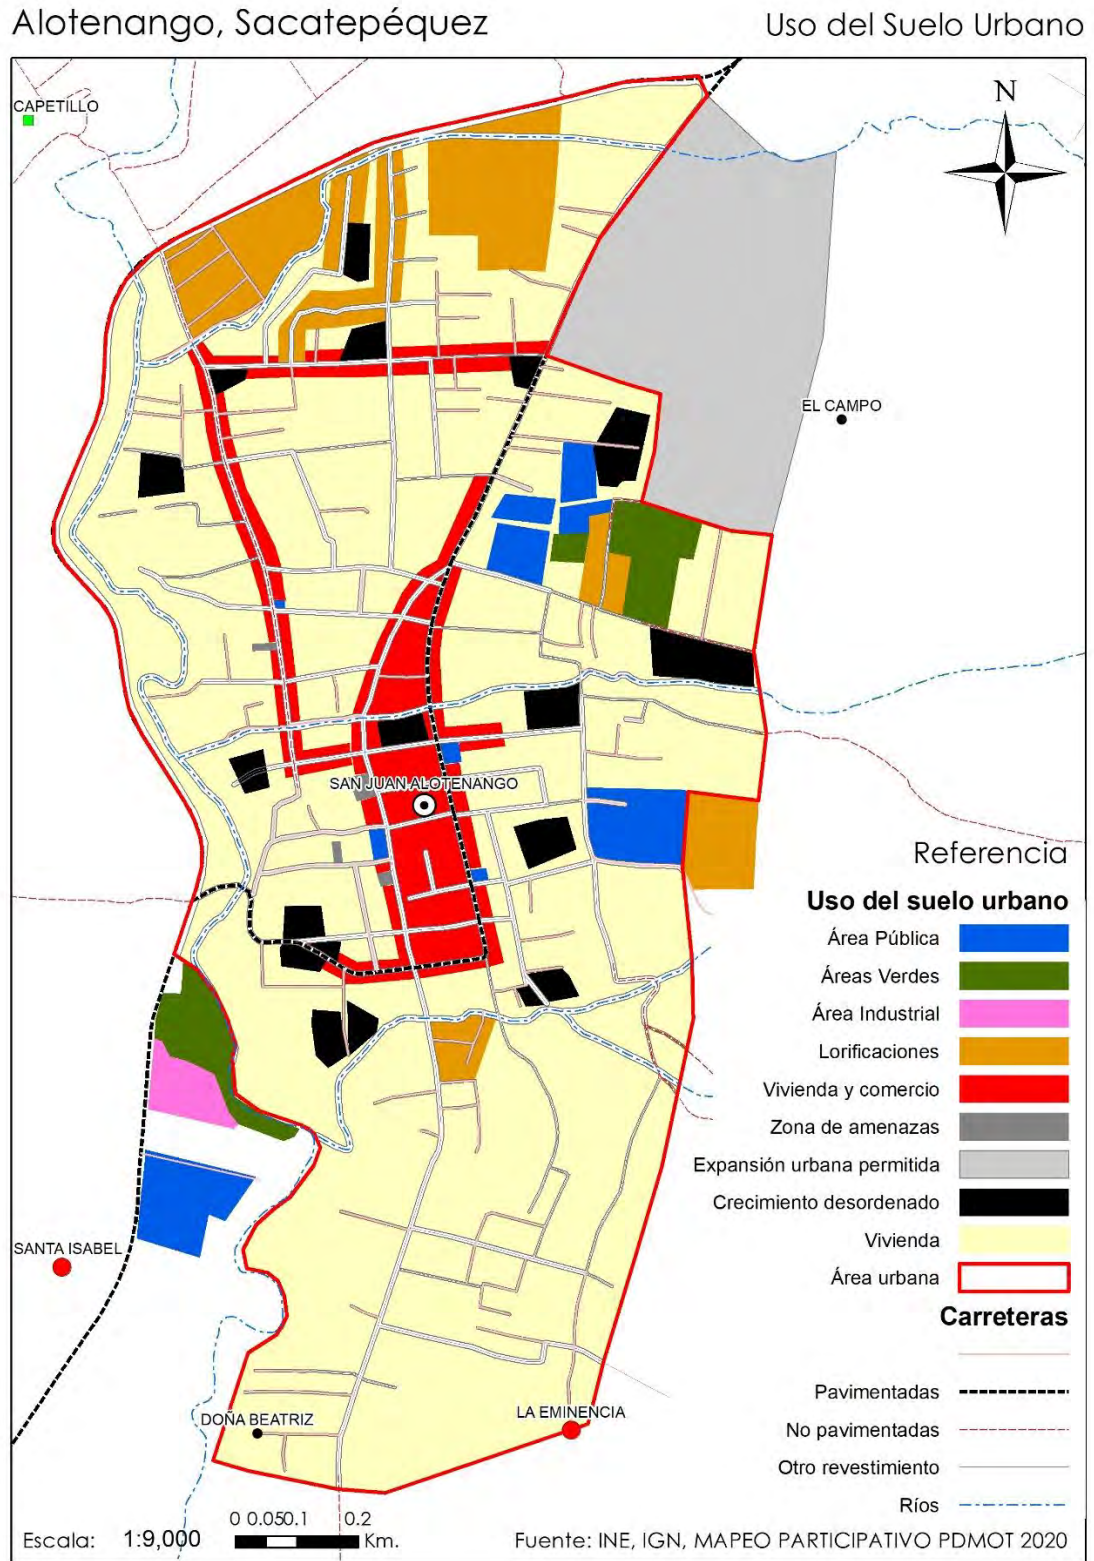 Alotenango, Sacatepéquez
Uso del Suelo Urbano
CAPETILLO
N
EL CAMPO
SAN JUAN ALOTENANGO
Referencia
Uso del suelo urbano
Área Pública
Áreas Verdes
Área Industrial
Lorificaciones
Vivienda y comercio
Zona de amenazas
Expansión urbana permitida
Crecimiento desordenado
Vivienda
Área urbana
Carreteras
Pavimentadas
No pavimentadas
Otro revestimiento
Ríos
SANTA ISABEL
DOÑA BEATRIZ
LA EMINENCIA
Escala: 1:9,000
0 0.050.1 0.2
Km.
Fuente: INE, IGN, MAPEO PARTICIPATIVO PDMOT 2020